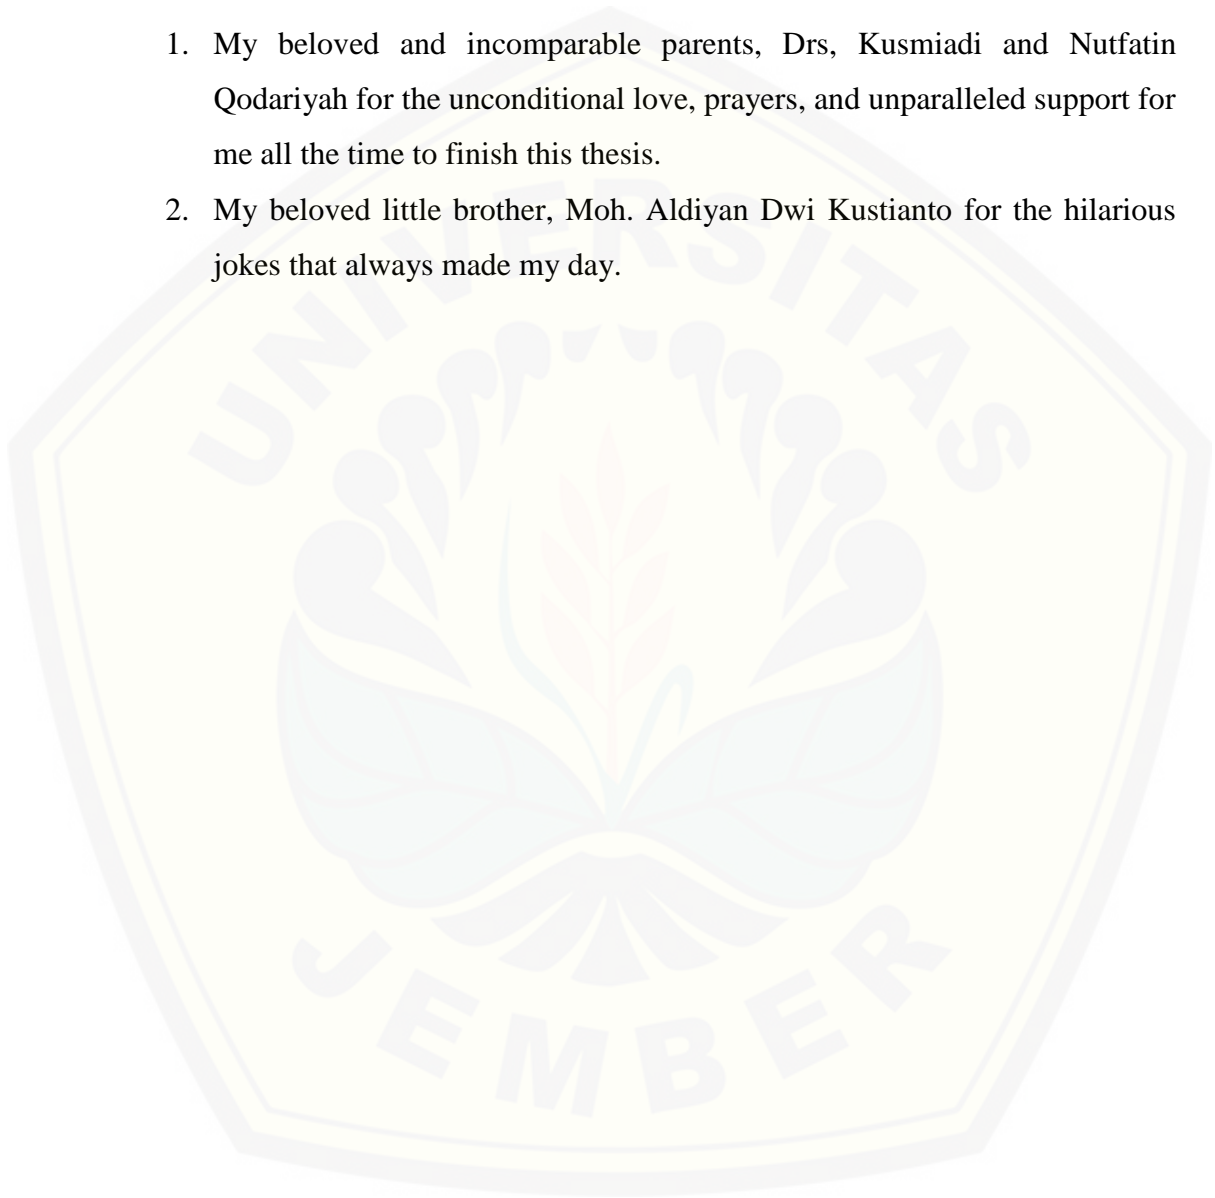 1. My beloved and incomparable parents, Drs, Kusmiadi and Nutfatin
Qodariyah for the unconditional love, prayers, and unparalleled support for
me all the time to finish this thesis.
2. My beloved little brother, Moh. Aldiyan Dwi Kustianto for the hilarious
jokes that always made my day.
UNIVERSITAS
JEMBER